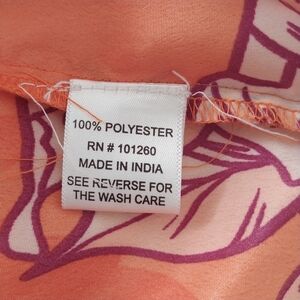 100% POLYESTER
RN # 101260
MADE IN INDIA
SEE REVERSE FOR
THE WASH CARE